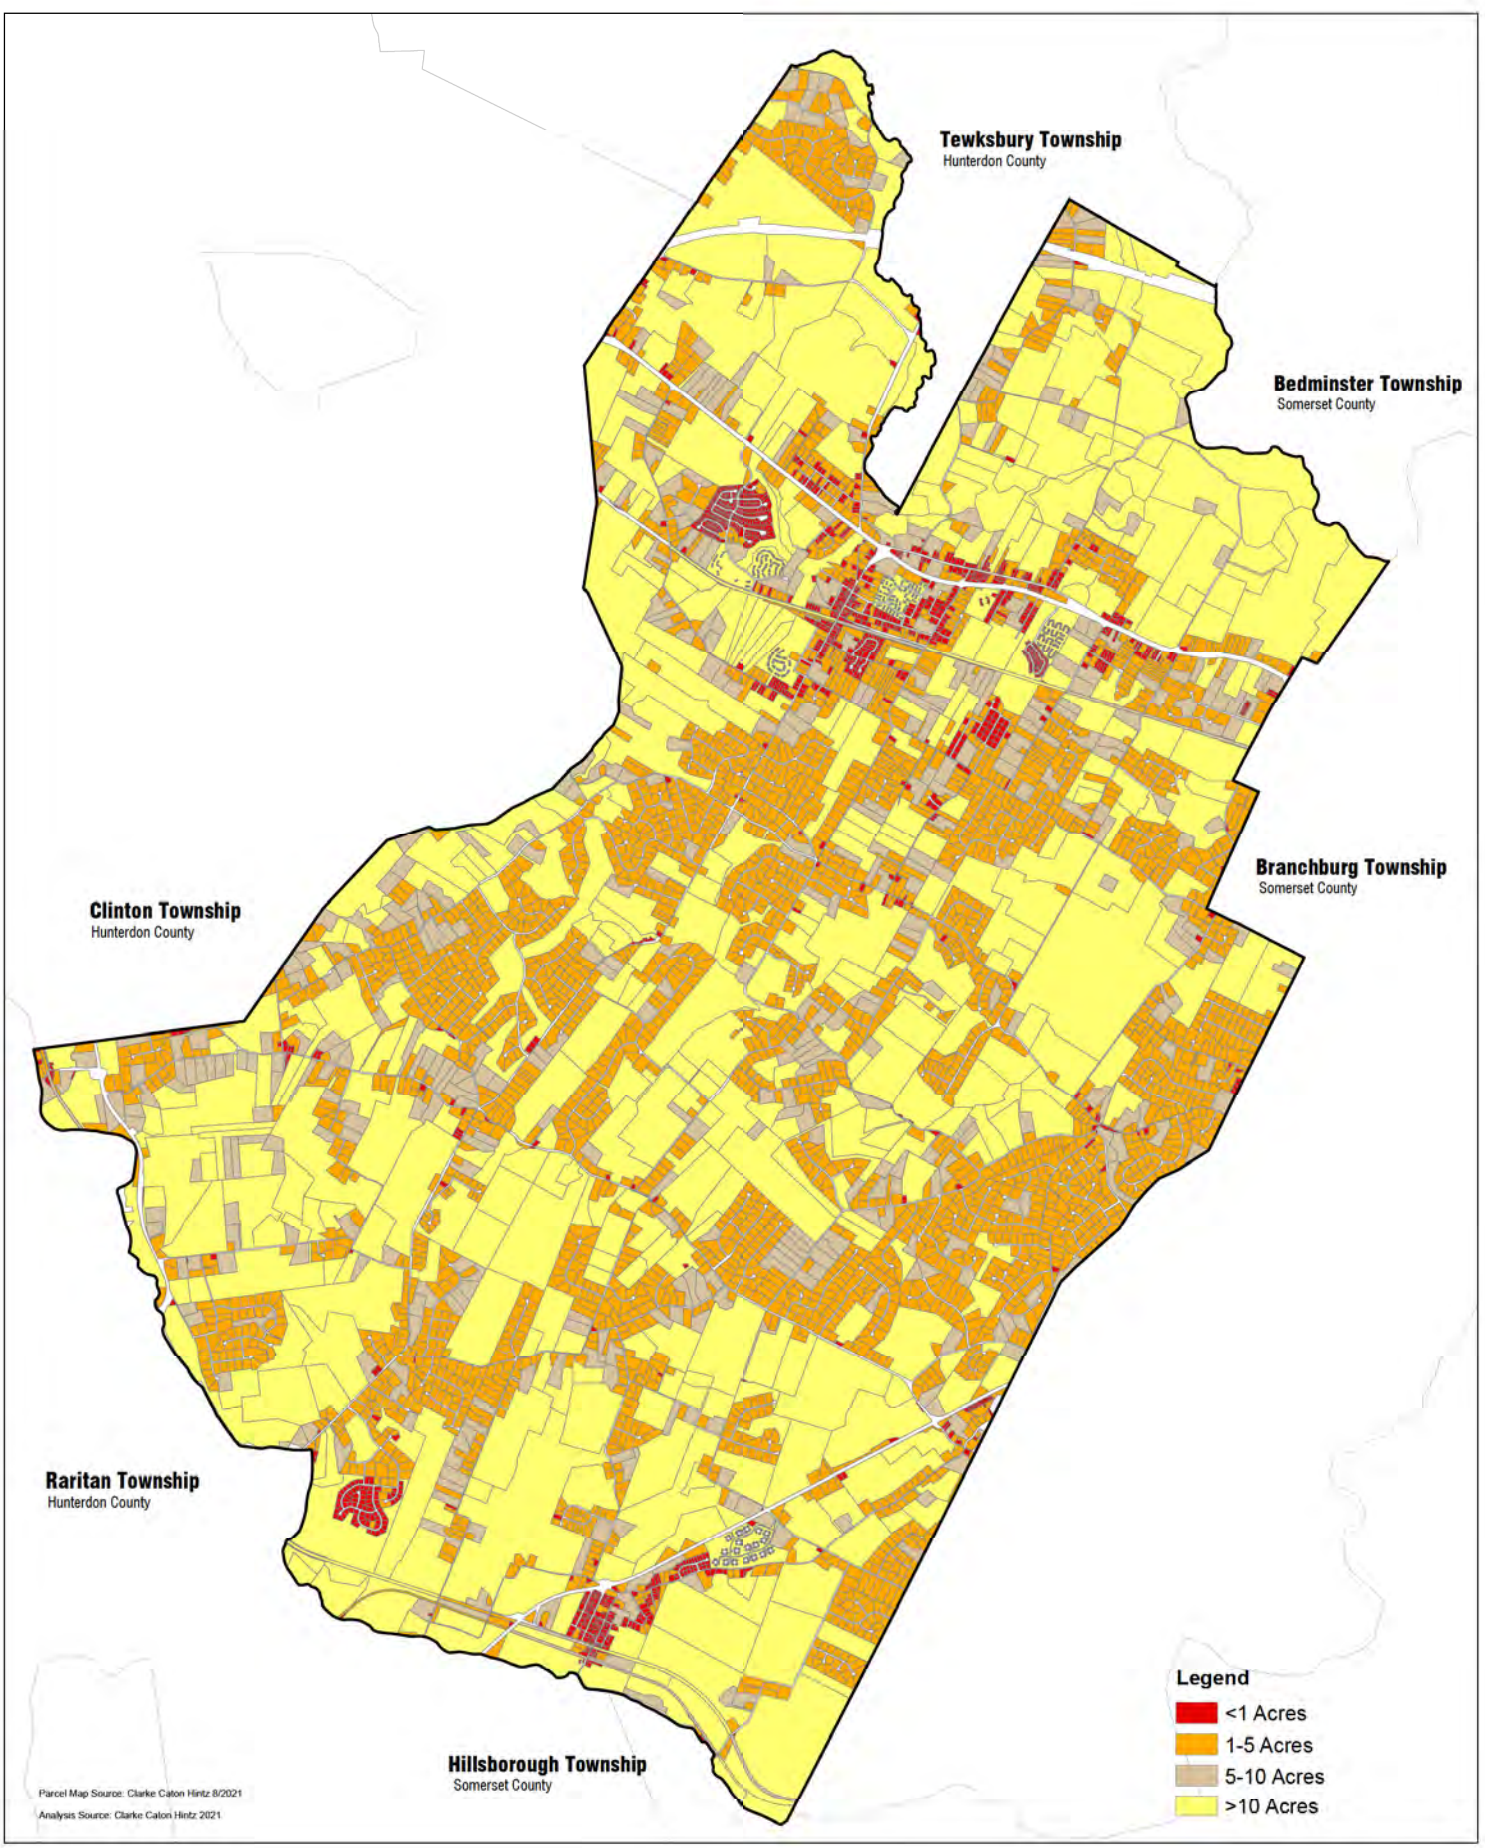 Tewksbury Township
Hunterdon County
Bedminster Township
Somerset County
Branchburg Township
Somerset County
Clinton Township
Hunterdon County
Raritan Township
Hunterdon County
Hillsborough Township
Somerset County
Legend
<1 Acres
1-5 Acres
5-10 Acres
>10 Acres
Parcel Map Source: Clarke Caton Hintz 8/2021
Analysis Source: Clarke Caton Hintz 2021